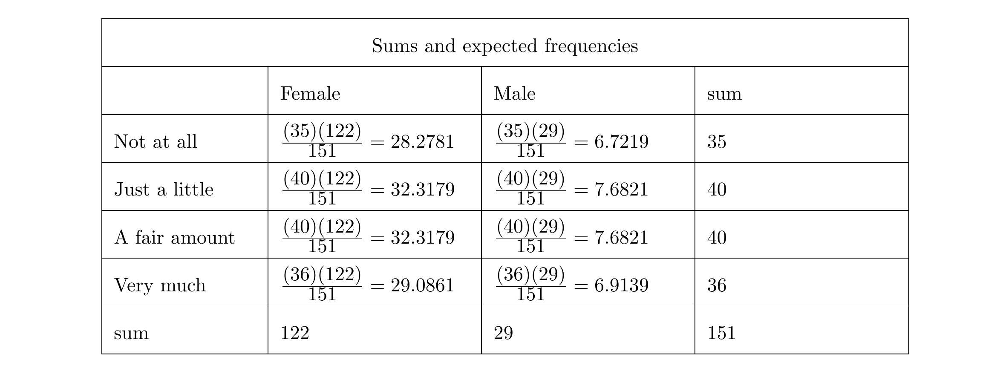 Sums and expected frequencies
Female Male sum
Not at all (35)(122)/151 = 28.2781 (35)(29)/151 = 6.7219 35
Just a little (40)(122)/151 = 32.3179 (40)(29)/151 = 7.6821 40
A fair amount (40)(122)/151 = 32.3179 (40)(29)/151 = 7.6821 40
Very much (36)(122)/151 = 29.0861 (36)(29)/151 = 6.9139 36
sum 122 29 151